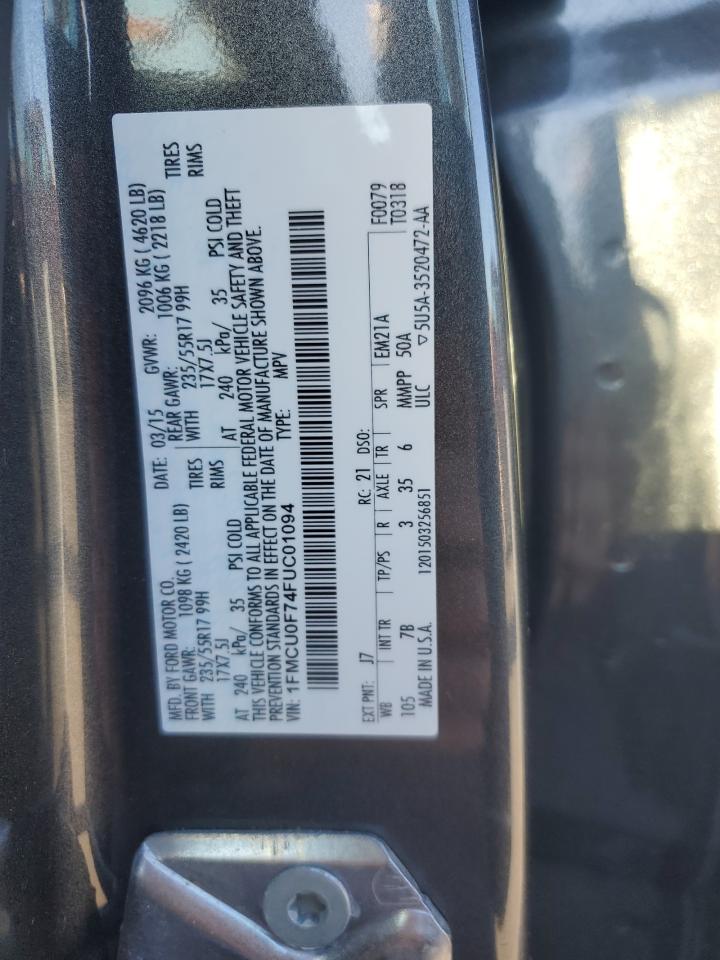 MFD. BY FORD MOTOR CO. DATE: 03/15 GVWR: 2096 KG ( 4620 LB)
FRONT GAWR: 1098 KG ( 2420 LB) REAR GAWR: 1006 KG ( 2218 LB)
WITH 235/55R17 99H TIRES WITH 235/55R17 99H TIRES
17X7.5J RIMS 17X7.5J RIMS
AT 240 kPa/ 35 PSI COLD AT 240 kPa/ 35 PSI COLD
THIS VEHICLE CONFORMS TO ALL APPLICABLE FEDERAL MOTOR VEHICLE SAFETY AND THEFT
PREVENTION STANDARDS IN EFFECT ON THE DATE OF MANUFACTURE SHOWN ABOVE.
VIN: 1FMCU0F74FUC01094 TYPE: MPV
EXT PNT: J7 RC: 21 DSO: F0079
WB INT TR TP/PS R AXLE TR SPR EM21A T0318
105 7B 3 35 6 MMPP 50A
MADE IN U.S.A. 1201503256851 ULC ▽5U5A-3520472-AA